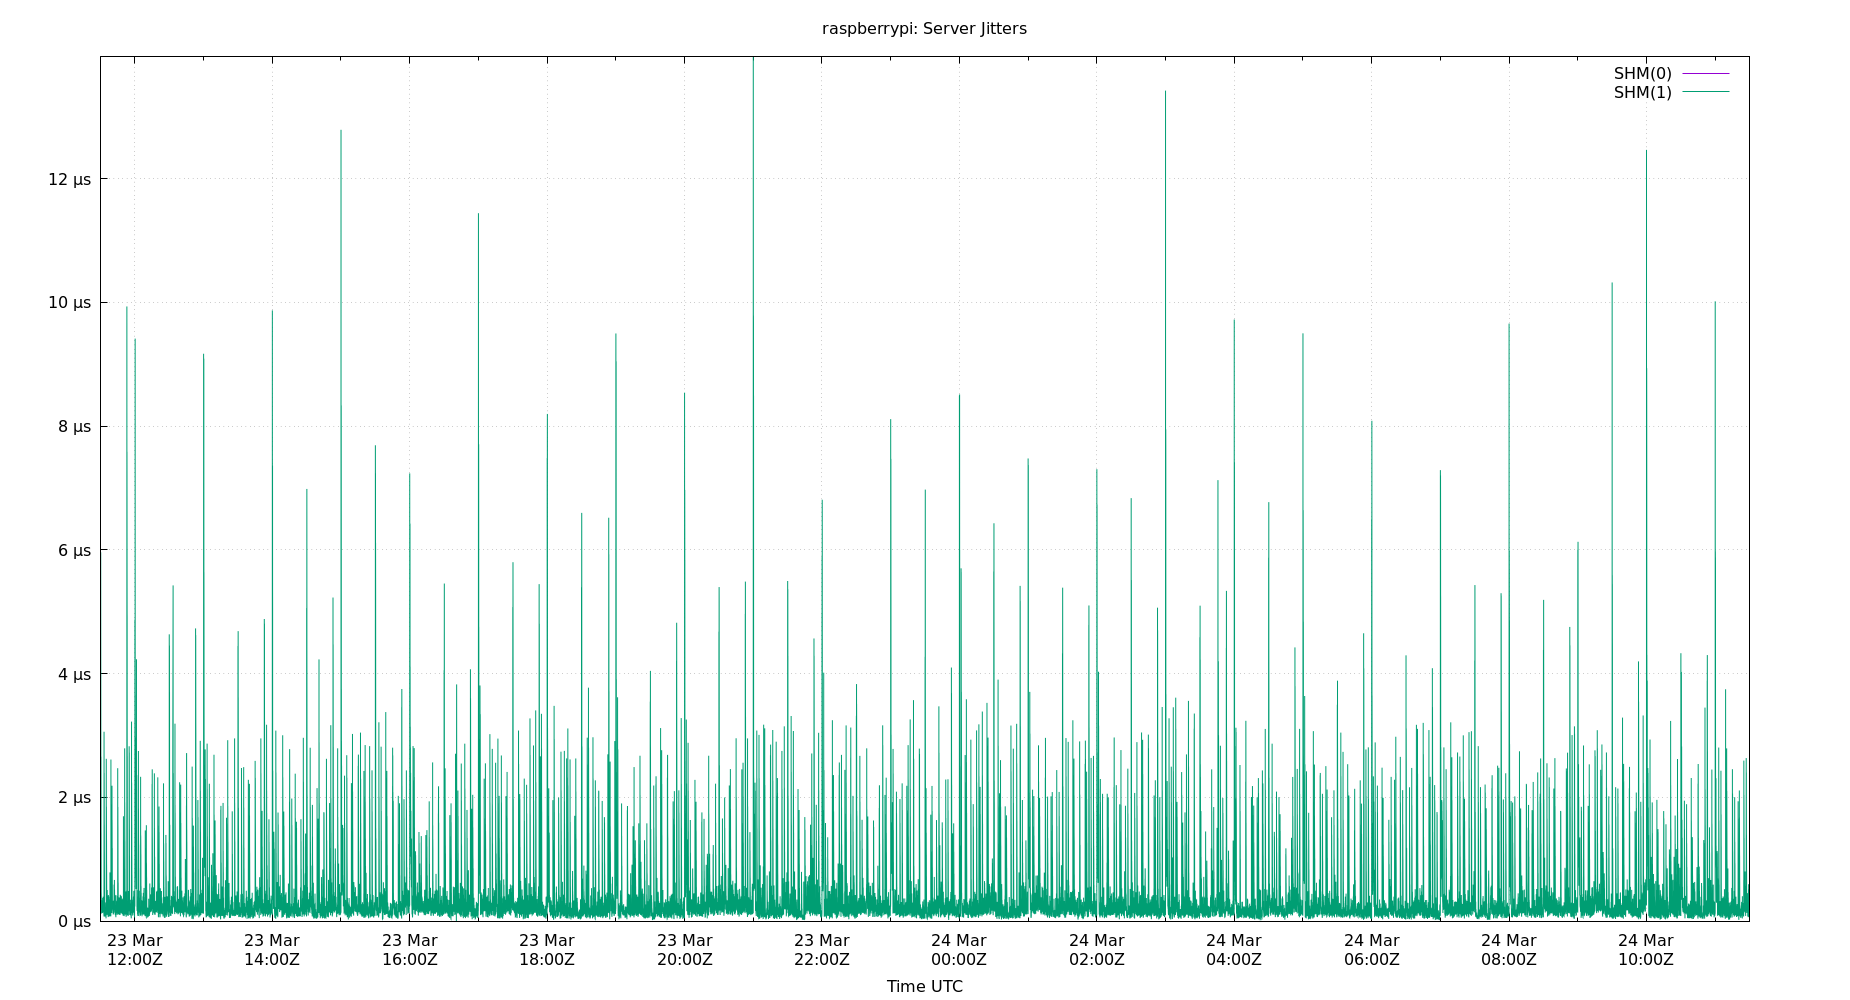 raspberrypi: Server Jitters
SHM(0)
SHM(1)
12 µs
10 µs
8 µs
6 µs
4 µs
2 µs
0 µs
23 Mar 23 Mar 23 Mar 23 Mar 23 Mar 23 Mar 24 Mar 24 Mar 24 Mar 24 Mar 24 Mar 24 Mar
12:00Z 14:00Z 16:00Z 18:00Z 20:00Z 22:00Z 00:00Z 02:00Z 04:00Z 06:00Z 08:00Z 10:00Z
Time UTC